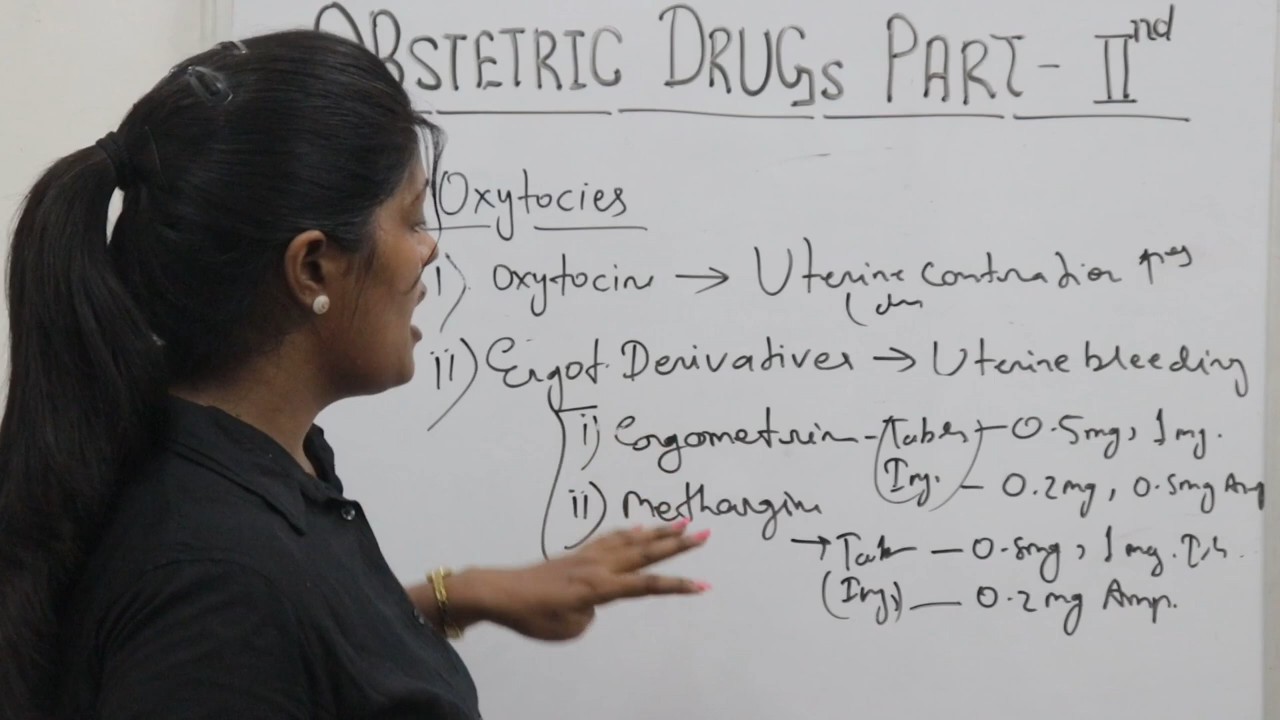 OBSTETRIC DRUGS PART - IInd
Oxytocies
i) Oxytocin → Uterine contraction
ii) Ergot Derivatives → Uterine bleeding
i) Ergometrin - Tabs - 0.5mg, 1mg.
Inj. - 0.2mg, 0.5mg Amp
ii) Methargin
→ Tab - 0.5mg, 1mg.
(Inj.) - 0.2mg Amp.